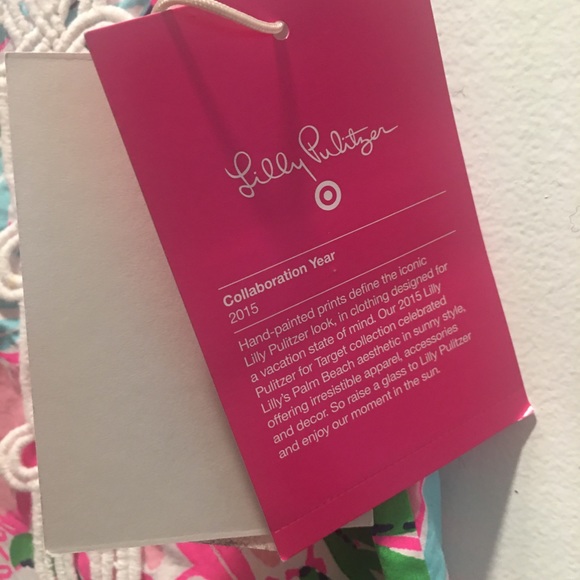 Lilly Pulitzer
Collaboration Year
2015
Hand-painted prints define the iconic
Lilly Pulitzer look, in clothing designed for
a vacation state of mind. Our 2015 Lilly
Pulitzer for Target collection celebrated
Lilly's Palm Beach aesthetic in sunny style,
offering irresistible apparel, accessories
and decor. So raise a glass to Lilly Pulitzer
and enjoy our moment in the sun.